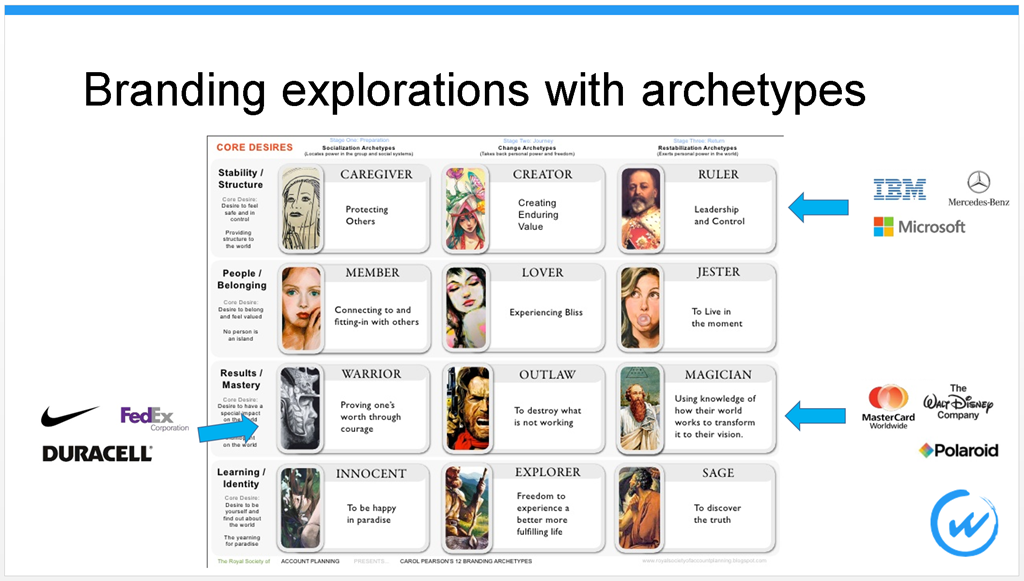 Branding explorations with archetypes
CORE DESIRES
Stage One: Preparation
Socialization Archetypes
(Locates power in the group and social systems)
Stage Two: Journey
Change Archetypes
(Takes back personal power and freedom)
Stage Three: Return
Restabilization Archetypes
(Exerts personal power in the world)
Stability /
Structure
Core Desire:
Desire to feel
safe and in
control
Providing
structure to
the world
CAREGIVER
Protecting
Others
CREATOR
Creating
Enduring
Value
RULER
Leadership
and Control
IBM
Mercedes-Benz
Microsoft
People /
Belonging
Core Desire:
Desire to belong
and feel valued
No person is
an island
MEMBER
Connecting to and
fitting-in with others
LOVER
Experiencing Bliss
JESTER
To Live in
the moment
Results /
Mastery
Core Desire:
Desire to have a
special impact
on the
on the world
WARRIOR
Proving one's
worth through
courage
OUTLAW
To destroy what
is not working
MAGICIAN
Using knowledge of
how their world
works to transform
it to their vision.
FedEx
Corporation
DURACELL
MasterCard
Worldwide
The
Walt Disney
Company
Polaroid
Learning /
Identity
Core Desire:
Desire to be
yourself and
find out about
the world
The yearning
for paradise
INNOCENT
To be happy
in paradise
EXPLORER
Freedom to
experience a
better more
fulfilling life
SAGE
To discover
the truth
The Royal Society of ACCOUNT PLANNING PRESENTS... CAROL PEARSON'S 12 BRANDING ARCHETYPES www.royalsocietyofaccountplanning.blogspot.com